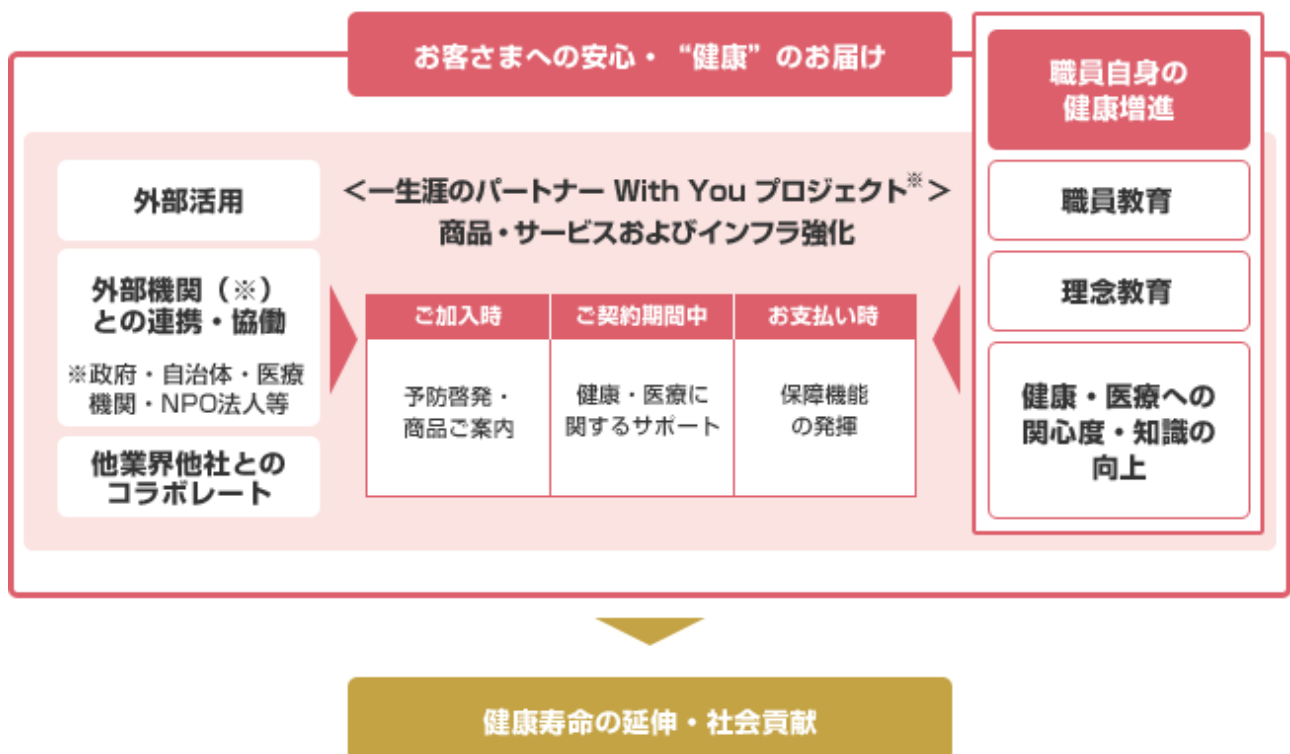 お客さまへの安心・“健康”のお届け
外部活用
外部機関（※）
との連携・協働
※政府・自治体・医療
機関・NPO法人等
他業界他社との
コラボレート
＜一生涯のパートナー With You プロジェクト※＞
商品・サービスおよびインフラ強化
ご加入時
ご契約期間中
お支払い時
予防啓発・
商品ご案内
健康・医療に
関するサポート
保障機能
の発揮
職員自身の
健康増進
職員教育
理念教育
健康・医療への
関心度・知識の
向上
健康寿命の延伸・社会貢献